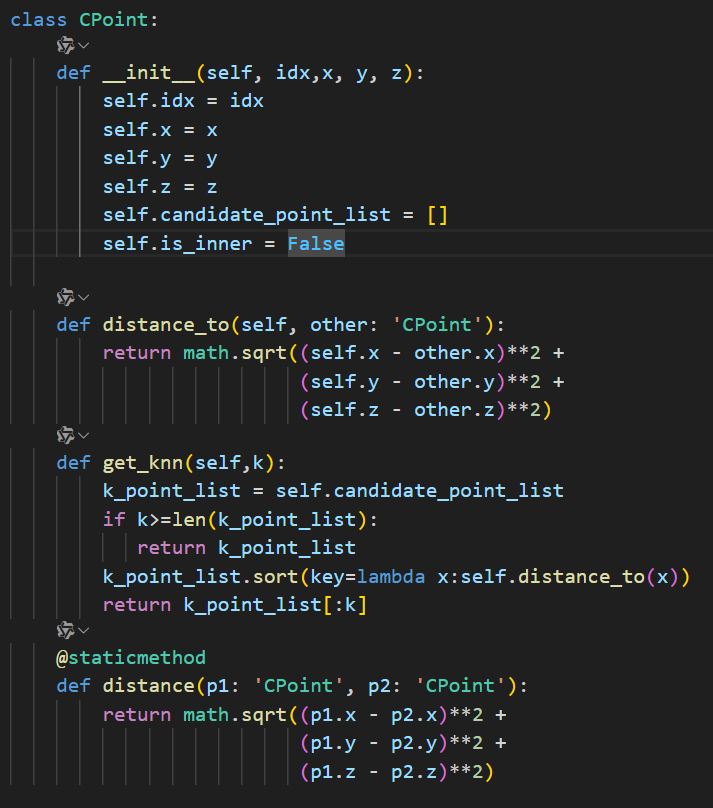 class CPoint:
    def __init__(self, idx,x, y, z):
        self.idx = idx
        self.x = x
        self.y = y
        self.z = z
        self.candidate_point_list = []
        self.is_inner = False
    def distance_to(self, other: 'CPoint'):
        return math.sqrt((self.x - other.x)**2 +
                         (self.y - other.y)**2 +
                         (self.z - other.z)**2)
    def get_knn(self,k):
        k_point_list = self.candidate_point_list
        if k>=len(k_point_list):
           return k_point_list
        k_point_list.sort(key=lambda x:self.distance_to(x))
        return k_point_list[:k]
    @staticmethod
    def distance(p1: 'CPoint', p2: 'CPoint'):
        return math.sqrt((p1.x - p2.x)**2 +
                         (p1.y - p2.y)**2 +
                         (p1.z - p2.z)**2)